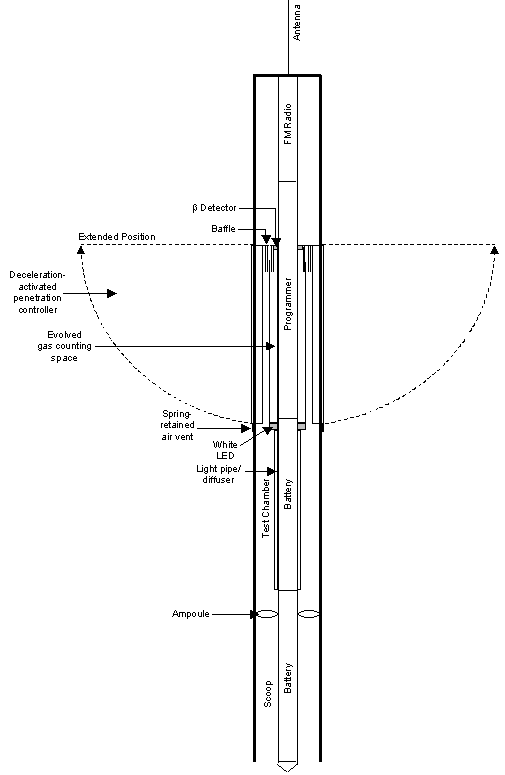 Antenna
FM Radio
β Detector
Baffle
Extended Position
Deceleration-
activated
penetration
controller
Programmer
Evolved
gas counting
space
Spring-
retained
air vent
White
LED
Light pipe/
diffuser
Test Chamber
Battery
Ampoule
Scoop
Battery